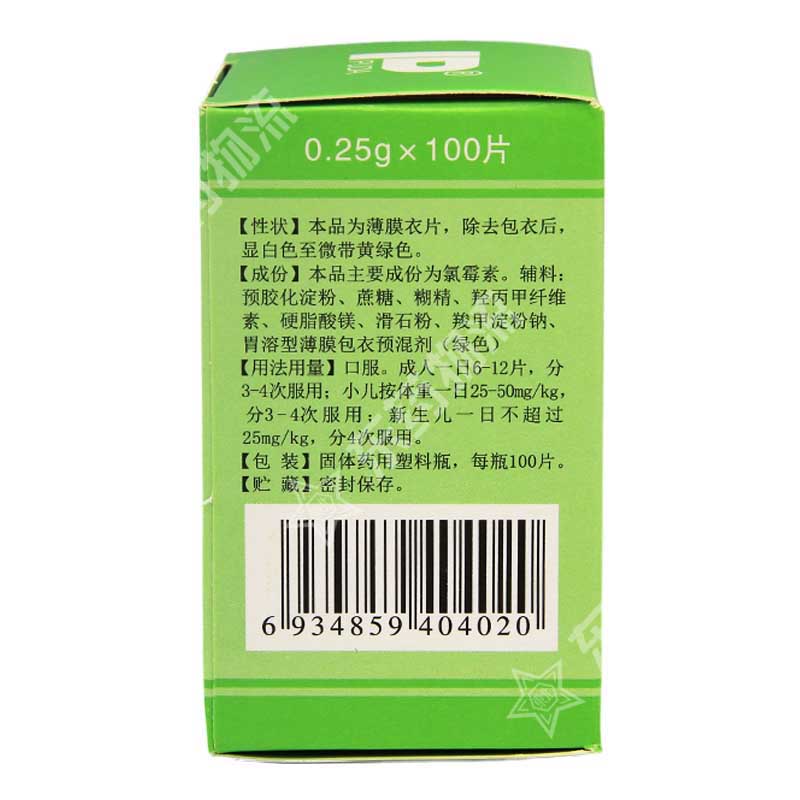 PIDI
®
0.25g×100片
【性状】本品为薄膜衣片，除去包衣后，
显白色至微带黄绿色。
【成份】本品主要成份为氯霉素。辅料：
预胶化淀粉、蔗糖、糊精、羟丙甲纤维
素、硬脂酸镁、滑石粉、羧甲淀粉钠、
胃溶型薄膜包衣预混剂（绿色）
【用法用量】口服。成人一日6-12片，分
3-4次服用；小儿按体重一日25-50mg/kg，
分3-4次服用；新生儿一日不超过
25mg/kg，分4次服用。
【包 装】固体药用塑料瓶，每瓶100片。
【贮 藏】密封保存。
6 934859 404020